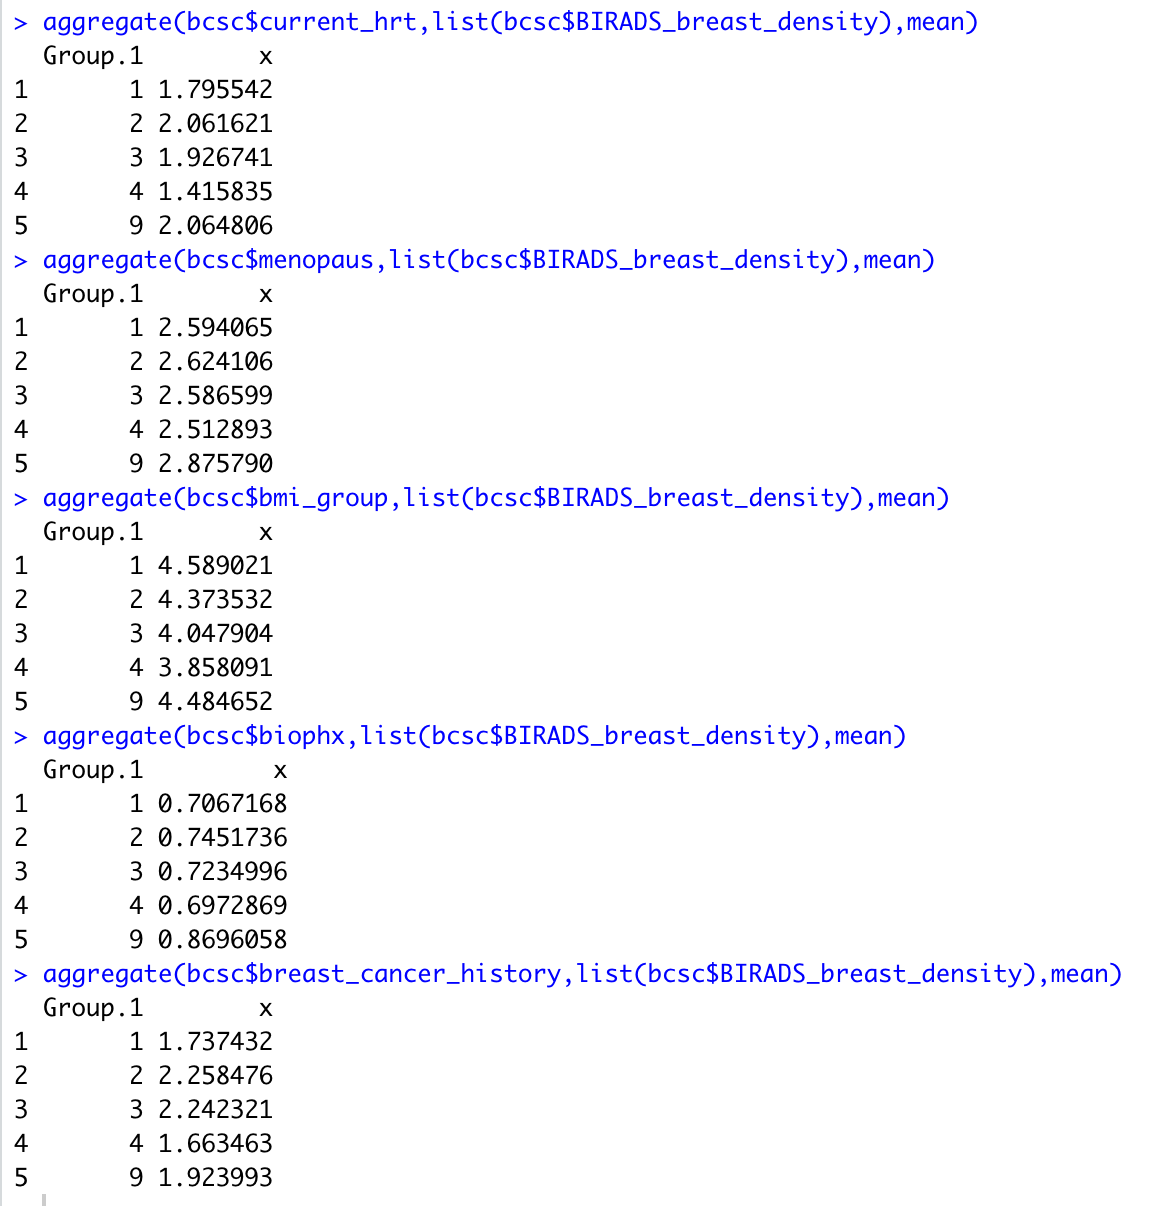 > aggregate(bcsc$current_hrt,list(bcsc$BIRADS_breast_density),mean)
  Group.1        x
1       1 1.795542
2       2 2.061621
3       3 1.926741
4       4 1.415835
5       9 2.064806
> aggregate(bcsc$menopaus,list(bcsc$BIRADS_breast_density),mean)
  Group.1        x
1       1 2.594065
2       2 2.624106
3       3 2.586599
4       4 2.512893
5       9 2.875790
> aggregate(bcsc$bmi_group,list(bcsc$BIRADS_breast_density),mean)
  Group.1        x
1       1 4.589021
2       2 4.373532
3       3 4.047904
4       4 3.858091
5       9 4.484652
> aggregate(bcsc$biophx,list(bcsc$BIRADS_breast_density),mean)
  Group.1         x
1       1 0.7067168
2       2 0.7451736
3       3 0.7234996
4       4 0.6972869
5       9 0.8696058
> aggregate(bcsc$breast_cancer_history,list(bcsc$BIRADS_breast_density),mean)
  Group.1        x
1       1 1.737432
2       2 2.258476
3       3 2.242321
4       4 1.663463
5       9 1.923993